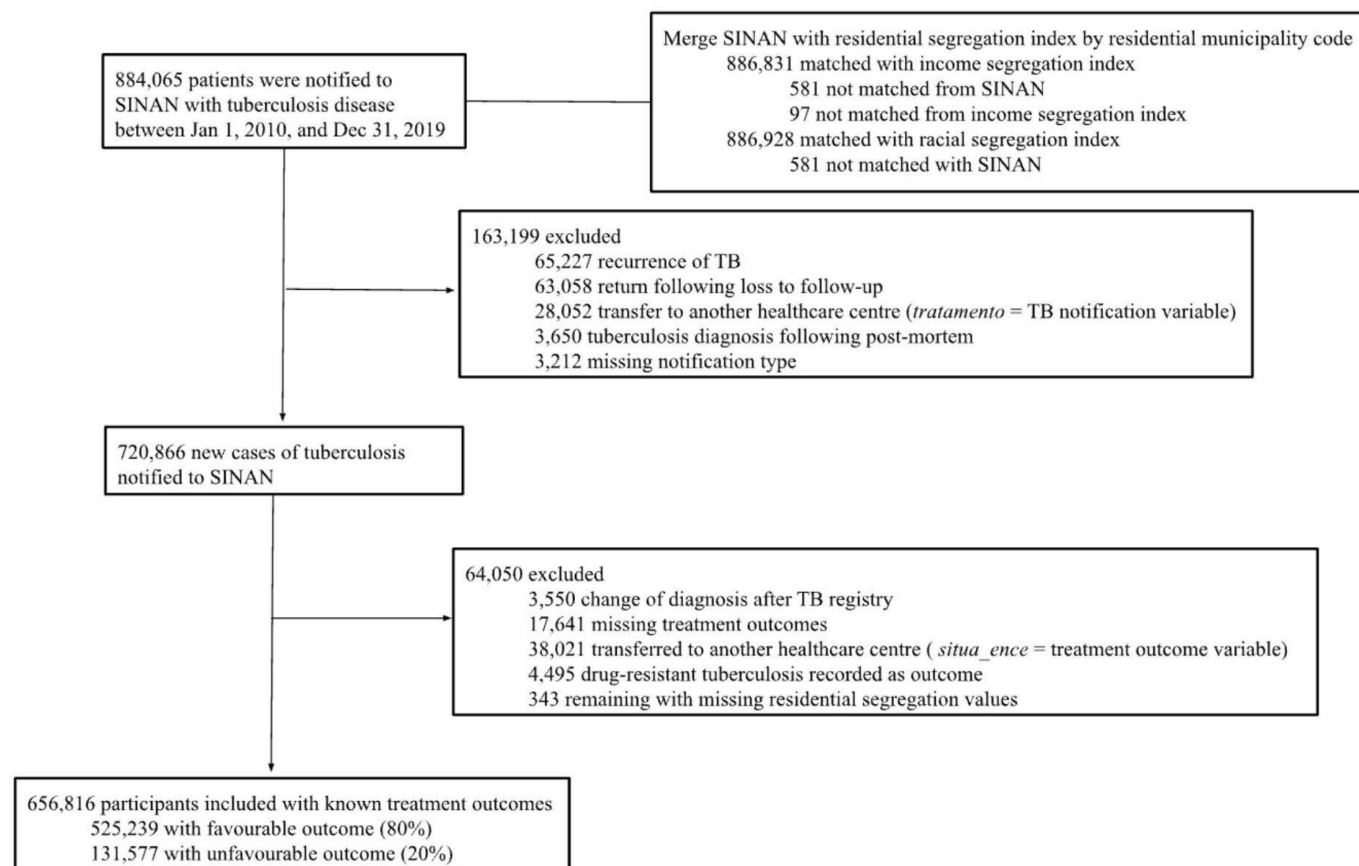 884,065 patients were notified to
SINAN with tuberculosis disease
between Jan 1, 2010, and Dec 31, 2019
Merge SINAN with residential segregation index by residential municipality code
886,831 matched with income segregation index
581 not matched from SINAN
97 not matched from income segregation index
886,928 matched with racial segregation index
581 not matched with SINAN
163,199 excluded
65,227 recurrence of TB
63,058 return following loss to follow-up
28,052 transfer to another healthcare centre (tratamento = TB notification variable)
3,650 tuberculosis diagnosis following post-mortem
3,212 missing notification type
720,866 new cases of tuberculosis
notified to SINAN
64,050 excluded
3,550 change of diagnosis after TB registry
17,641 missing treatment outcomes
38,021 transferred to another healthcare centre ( situa_ence = treatment outcome variable)
4,495 drug-resistant tuberculosis recorded as outcome
343 remaining with missing residential segregation values
656,816 participants included with known treatment outcomes
525,239 with favourable outcome (80%)
131,577 with unfavourable outcome (20%)